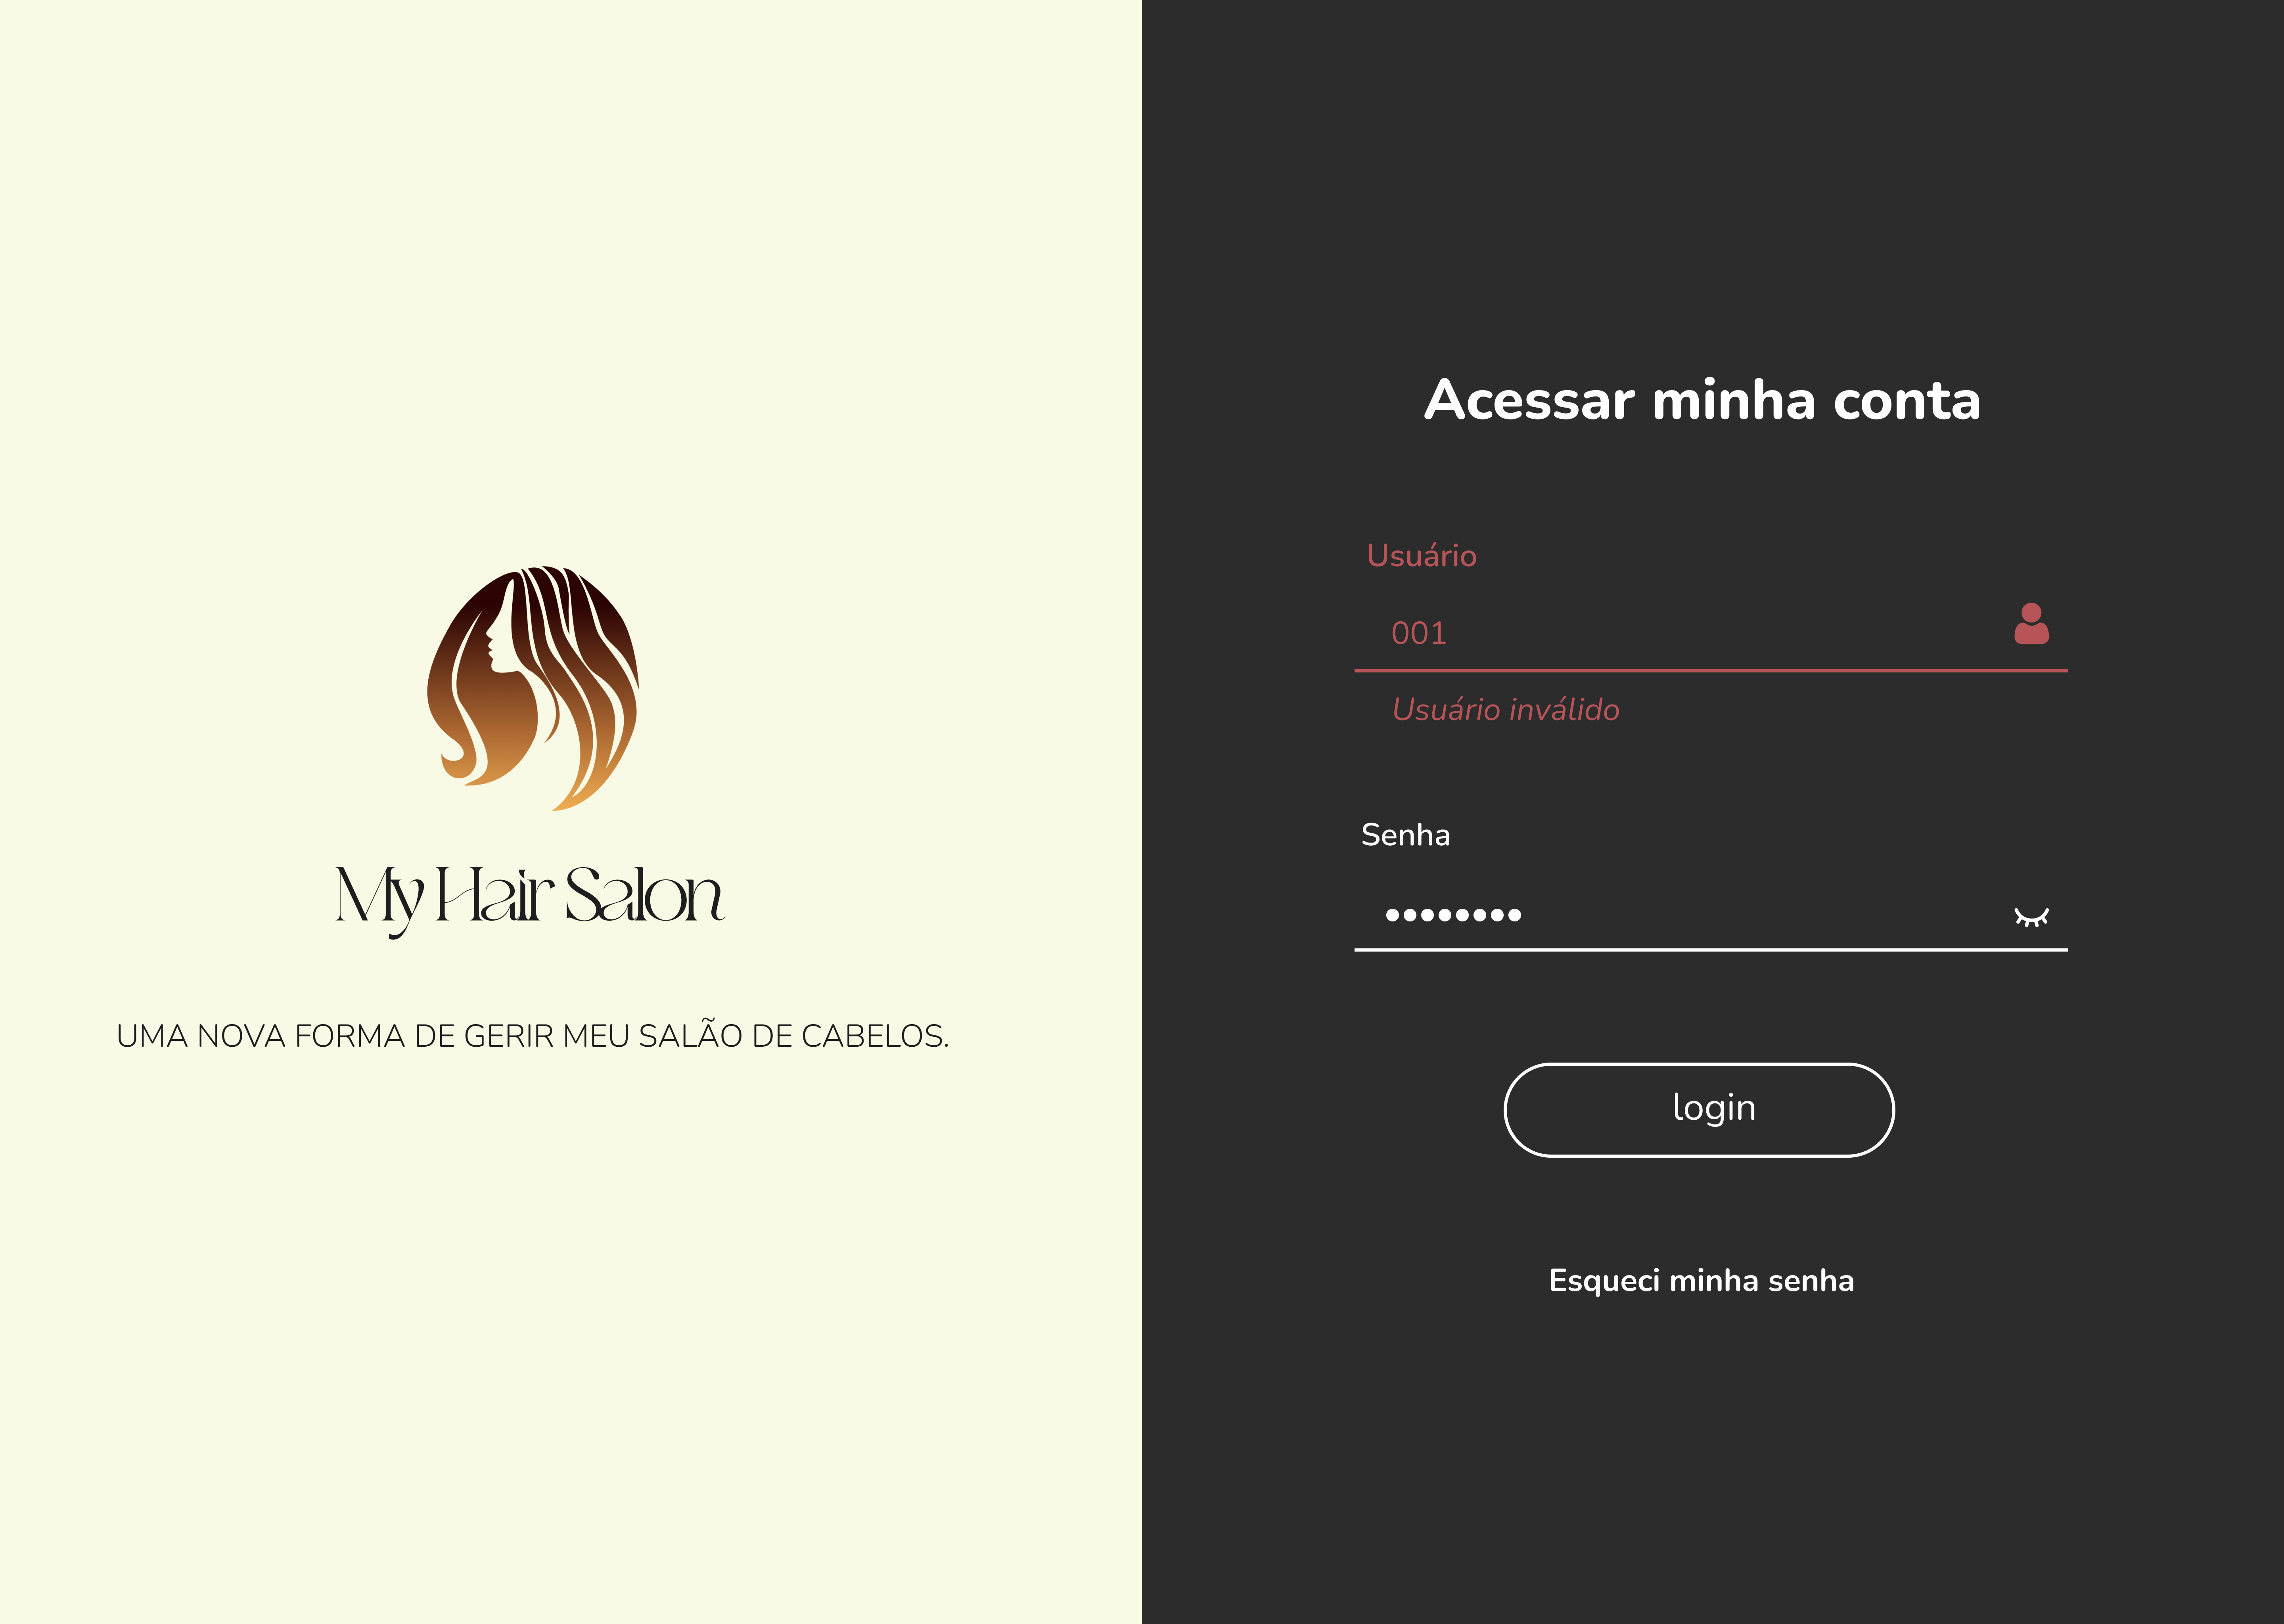 My Hair Salon
UMA NOVA FORMA DE GERIR MEU SALÃO DE CABELOS.
Acessar minha conta
Usuário
001
Usuário inválido
Senha
login
Esqueci minha senha